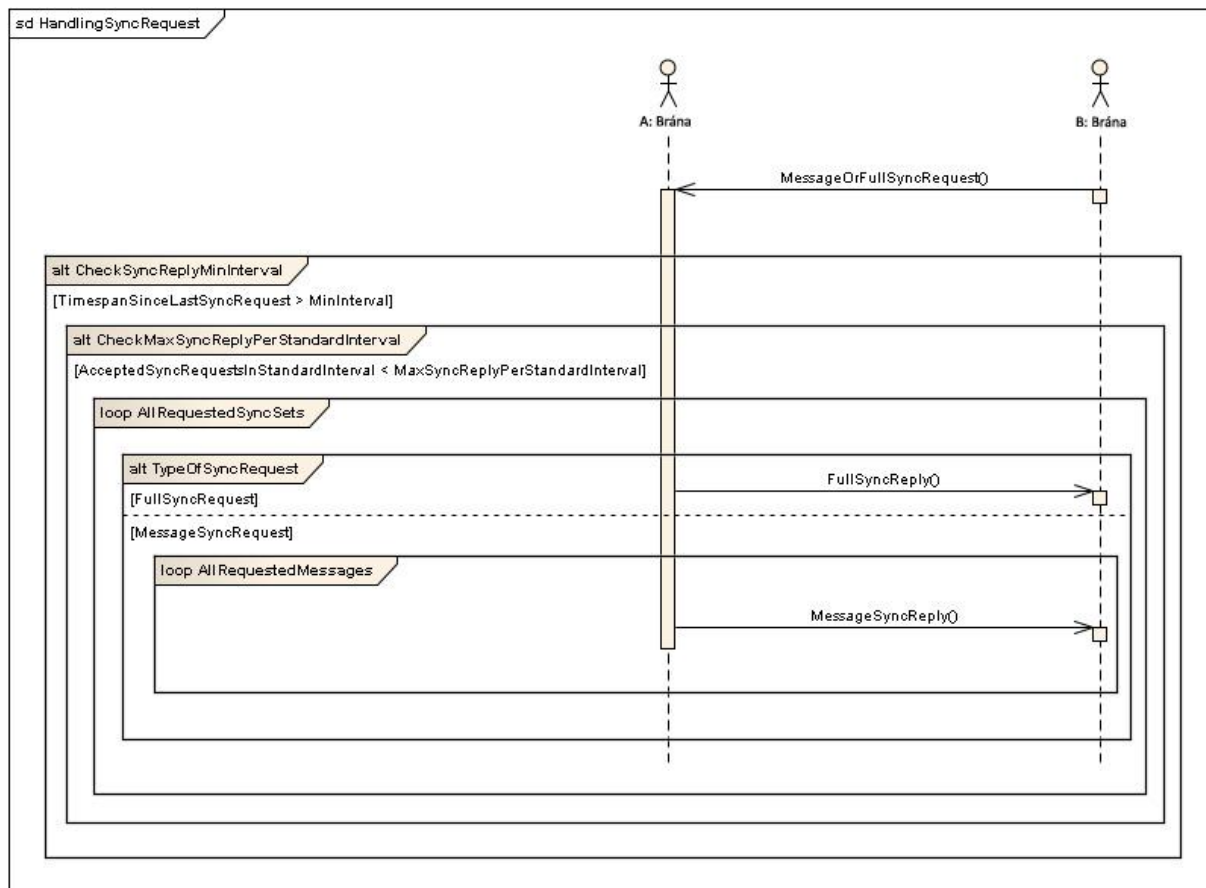 sd HandlingSyncRequest
A: Brána
B: Brána
MessageOrFullSyncRequest()
alt CheckSyncReplyMinInterval
[TimespanSinceLastSyncRequest > MinInterval]
alt CheckMaxSyncReplyPerStandardInterval
[AcceptedSyncRequestsInStandardInterval < MaxSyncReplyPerStandardInterval]
loop AllRequestedSyncSets
alt TypeOfSyncRequest
FullSyncReply()
[FullSyncRequest]
[MessageSyncRequest]
loop AllRequestedMessages
MessageSyncReply()